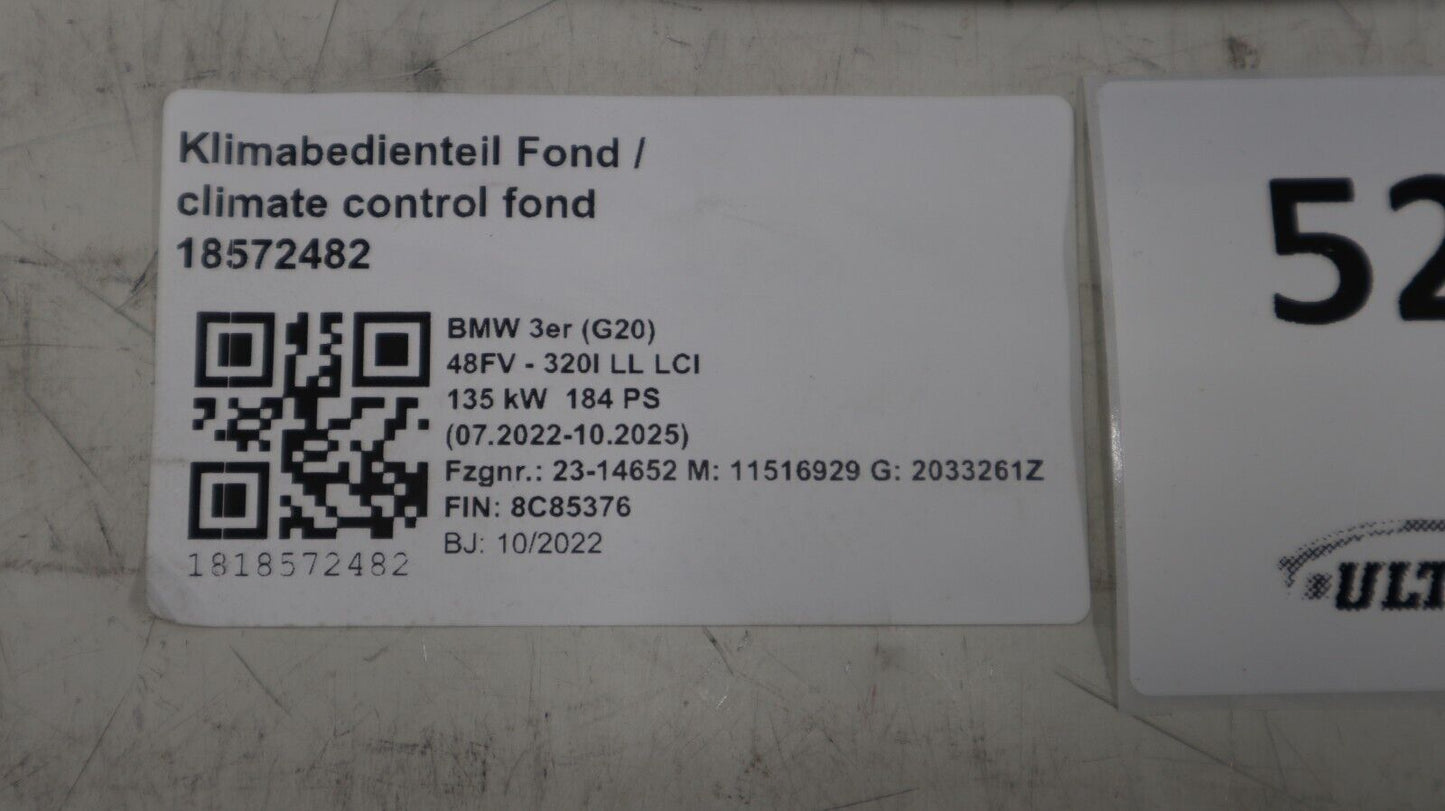 Klimabedienteil Fond /
climate control fond
18572482
BMW 3er (G20)
48FV - 320I LL LCI
135 kW 184 PS
(07.2022-10.2025)
Fzgnr.: 23-14652 M: 11516929 G: 2033261Z
FIN: 8C85376
BJ: 10/2022
1818572482
52
ULT